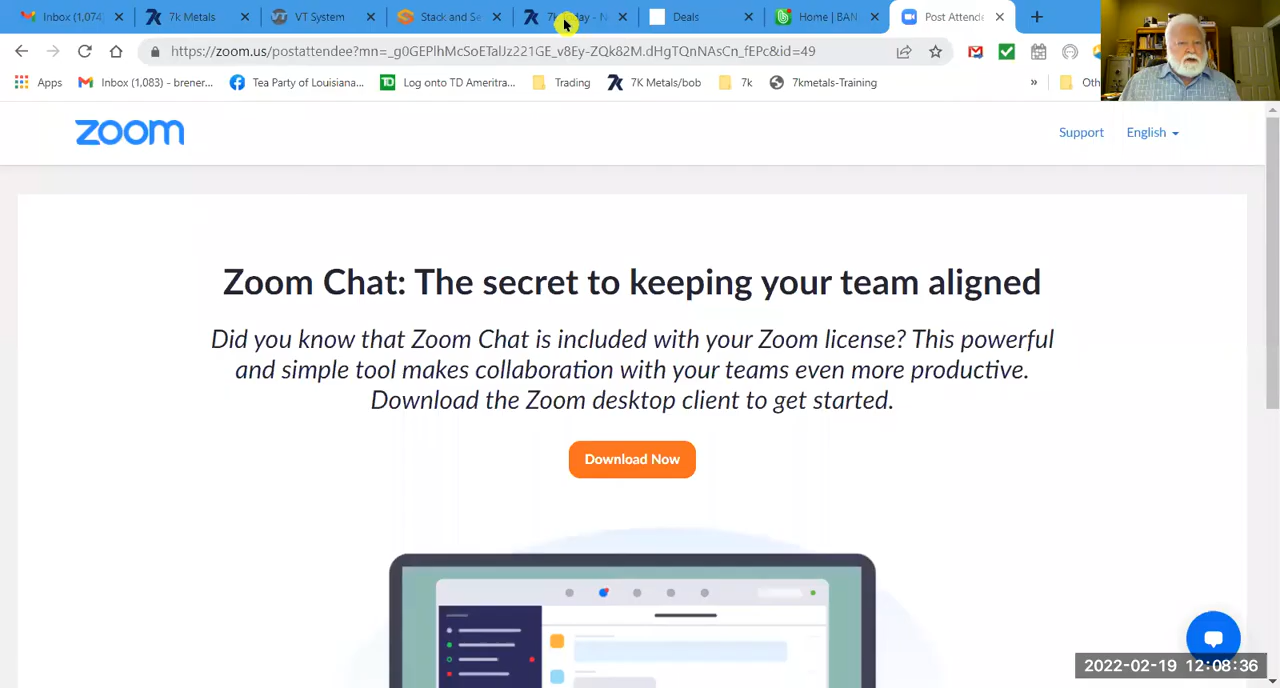 Inbox (1,074
7k Metals
VT System
Stack and Se
7k
day - N
Deals
Home | BAN
Post Attende
https://zoom.us/postattendee?mn=_g0GEPlhMcSoETalJz221GE_v8Ey-ZQk82M.dHgTQnNAsCn_fEPc&id=49
Apps
Inbox (1,083) - brener...
Tea Party of Louisiana...
Log onto TD Ameritra...
Trading
7K Metals/bob
7k
7kmetals-Training
»
Oth
zoom
Support
English
Zoom Chat: The secret to keeping your team aligned
Did you know that Zoom Chat is included with your Zoom license? This powerful
and simple tool makes collaboration with your teams even more productive.
Download the Zoom desktop client to get started.
Download Now
2022-02-19 12:08:36